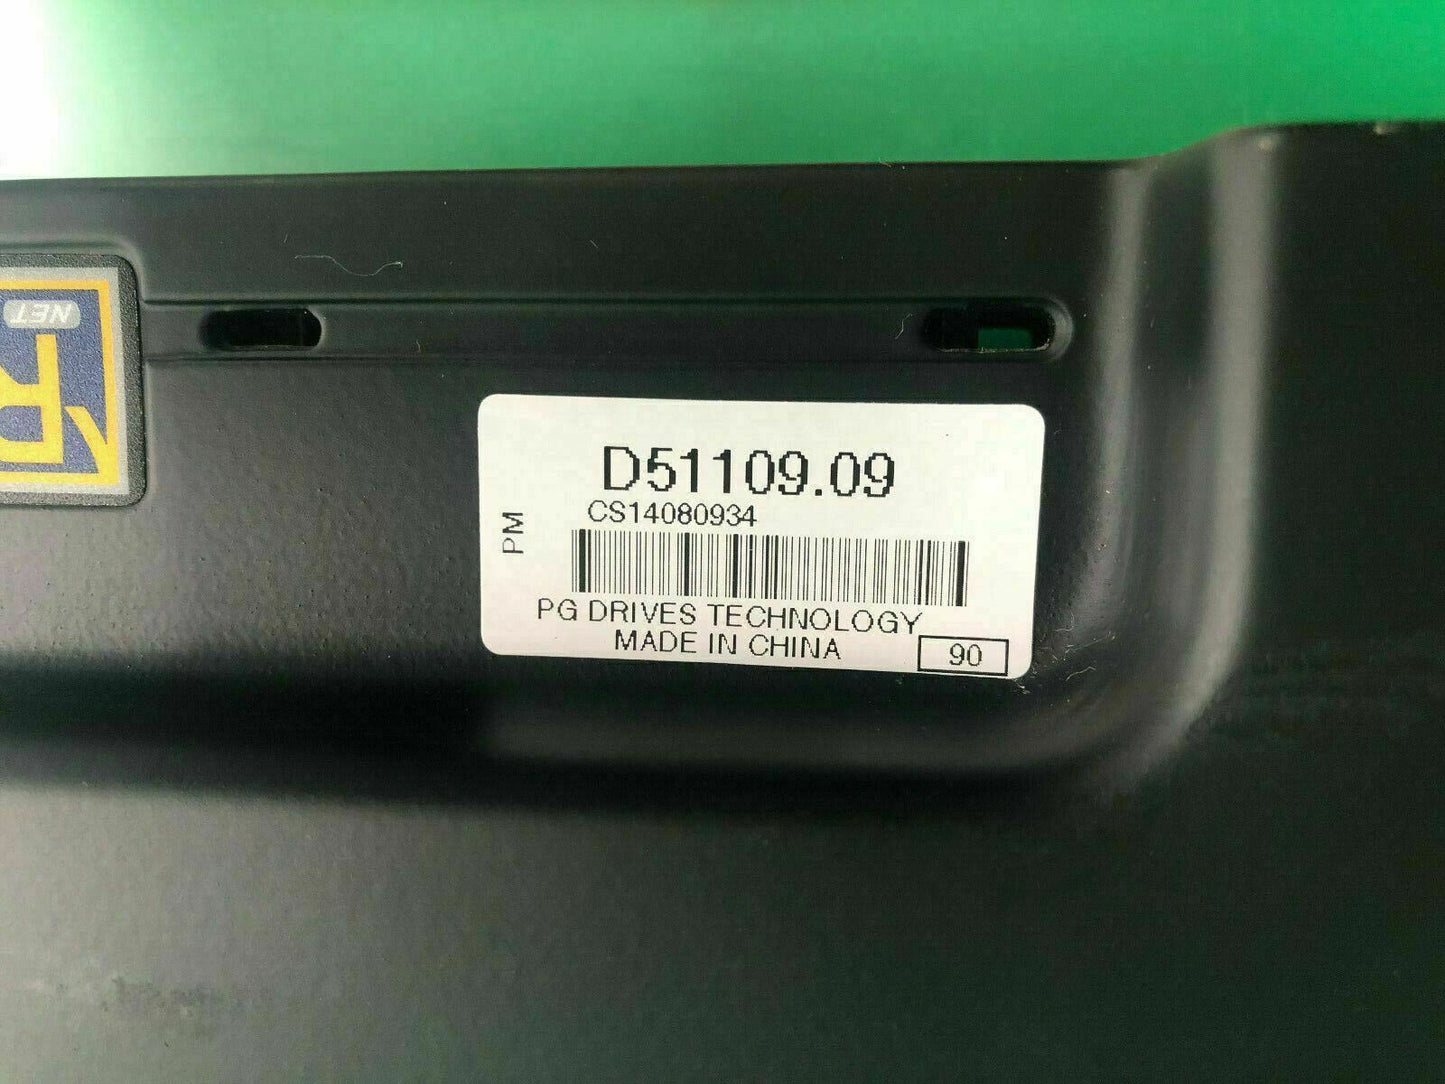 NET
R
D51109.09
CS14080934
PM
PG DRIVES TECHNOLOGY
MADE IN CHINA
90